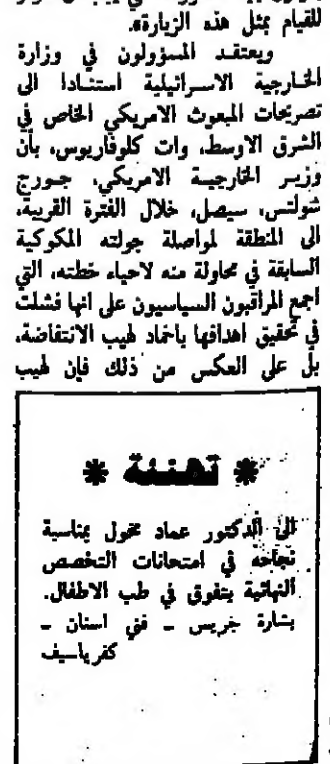 للقيام بمثل هذه الزيارة».
ويعتقد المسؤولون في وزارة
الخارجية الاسرائيلية استنادا الى
تصريحات المبعوث الامريكي الخاص في
الشرق الاوسط، وات كلوفاريوس، بأن
وزير الخارجية الامريكي، جورج
شولتس، سيصل، خلال الفترة القريبة،
الى المنطقة لمواصلة جولته المكوكية
السابقة في محاولة منه لاحياء خطته، التي
اجمع المراقبون السياسيون على انها فشلت
في تحقيق اهدافها باخماد لهيب الانتفاضة،
بل على العكس من ذلك فإن لهيب
* تهنئة *
الى الدكتور عماد مخول بمناسبة
نجاحه في امتحانات التخصص
النهائية بتفوق في طب الاطفال.
بشارة جريس - فني اسنان -
كفرياسيف